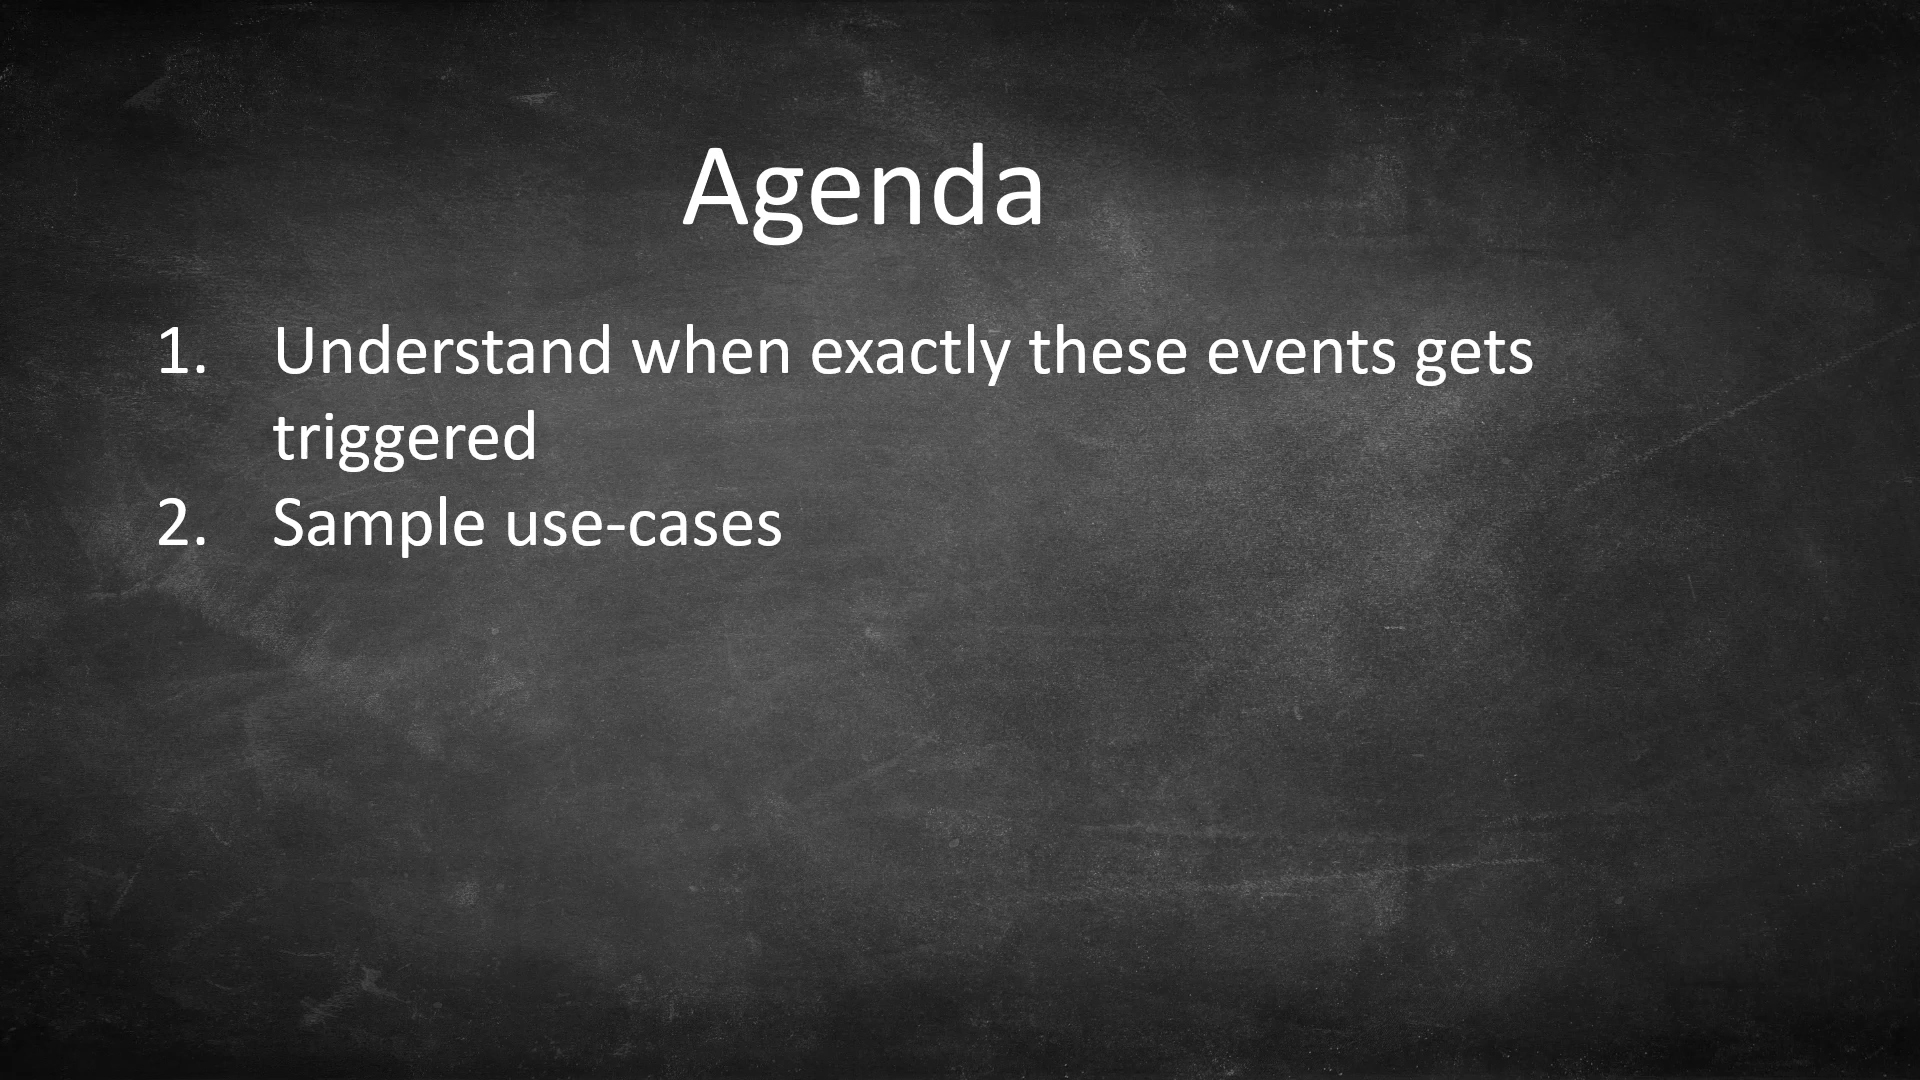 Agenda
1. Understand when exactly these events gets
triggered
2. Sample use-cases